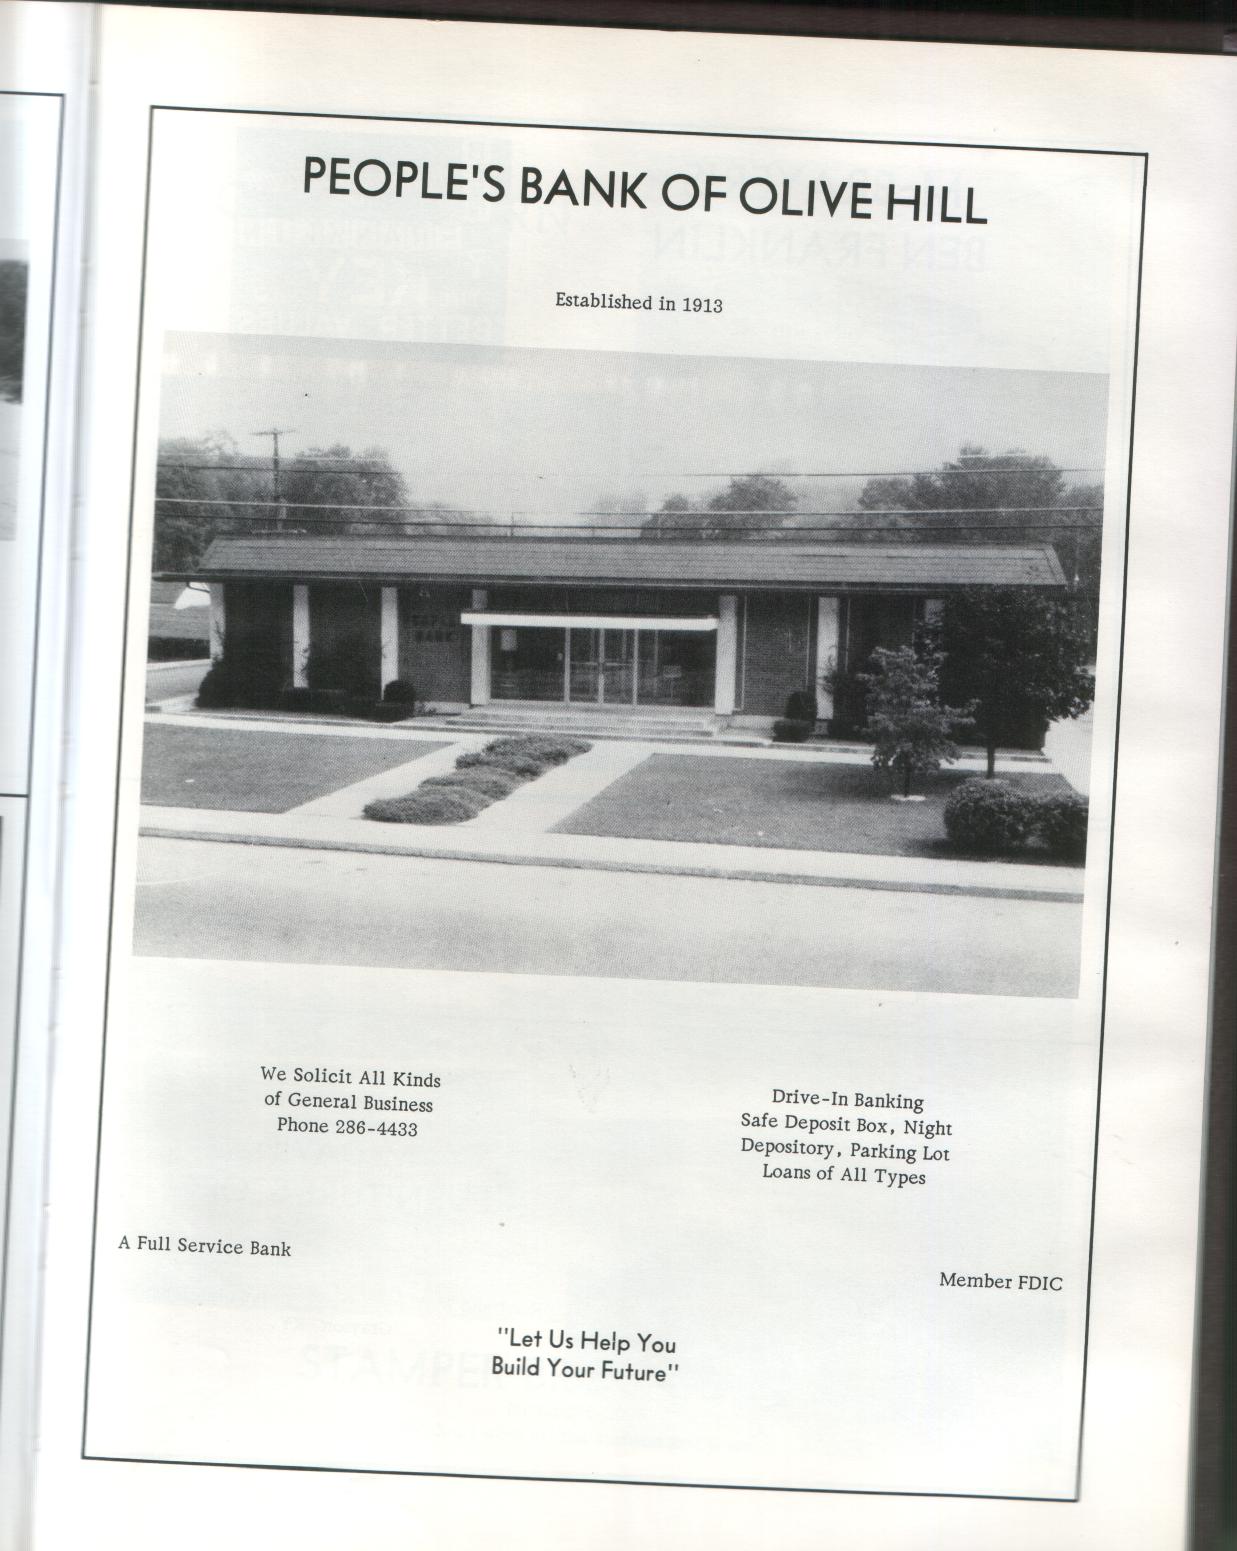 PEOPLE'S BANK OF OLIVE HILL
Established in 1913
BANK
We Solicit All Kinds
of General Business
Phone 286-4433
Drive-In Banking
Safe Deposit Box, Night
Depository, Parking Lot
Loans of All Types
A Full Service Bank
Member FDIC
"Let Us Help You
Build Your Future"